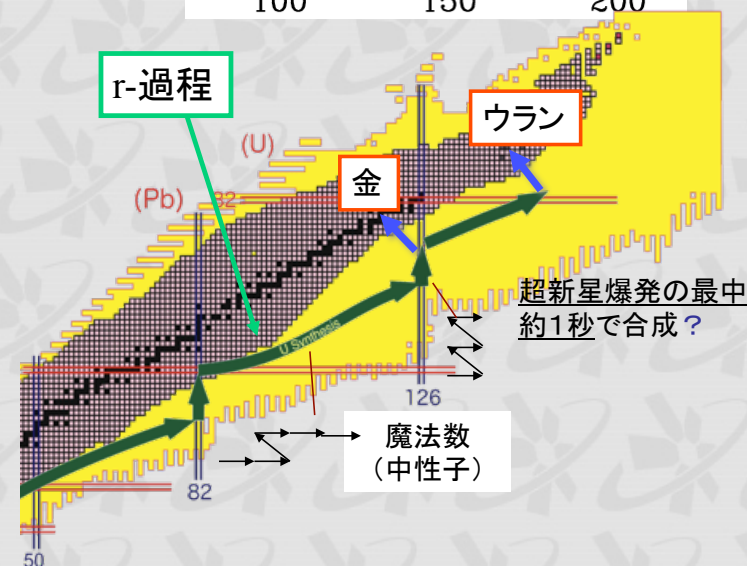 100 150 200
r-過程
ウラン
(U)
金
(Pb)
82
超新星爆発の最中
約1秒で合成?
U Synthesis
126
魔法数
(中性子)
82
50